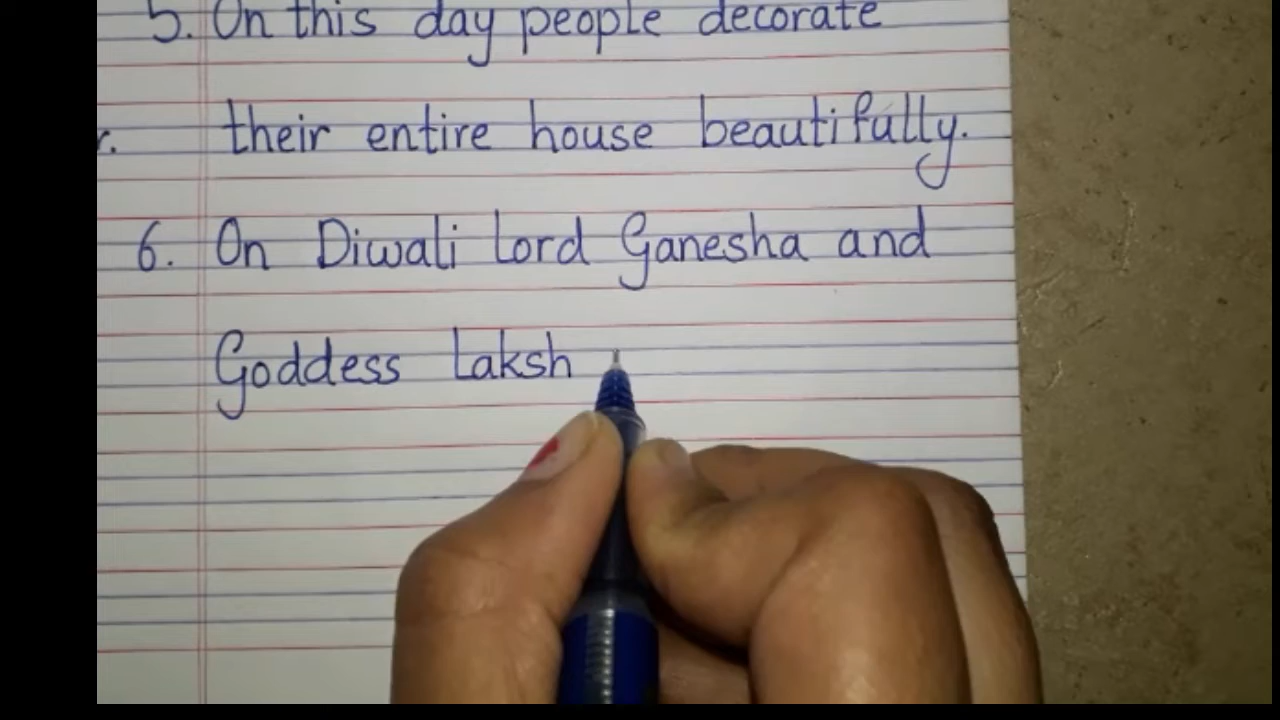 5. On this day people decorate
r. their entire house beautifully.
6. On Diwali Lord Ganesha and
Goddess Laksh